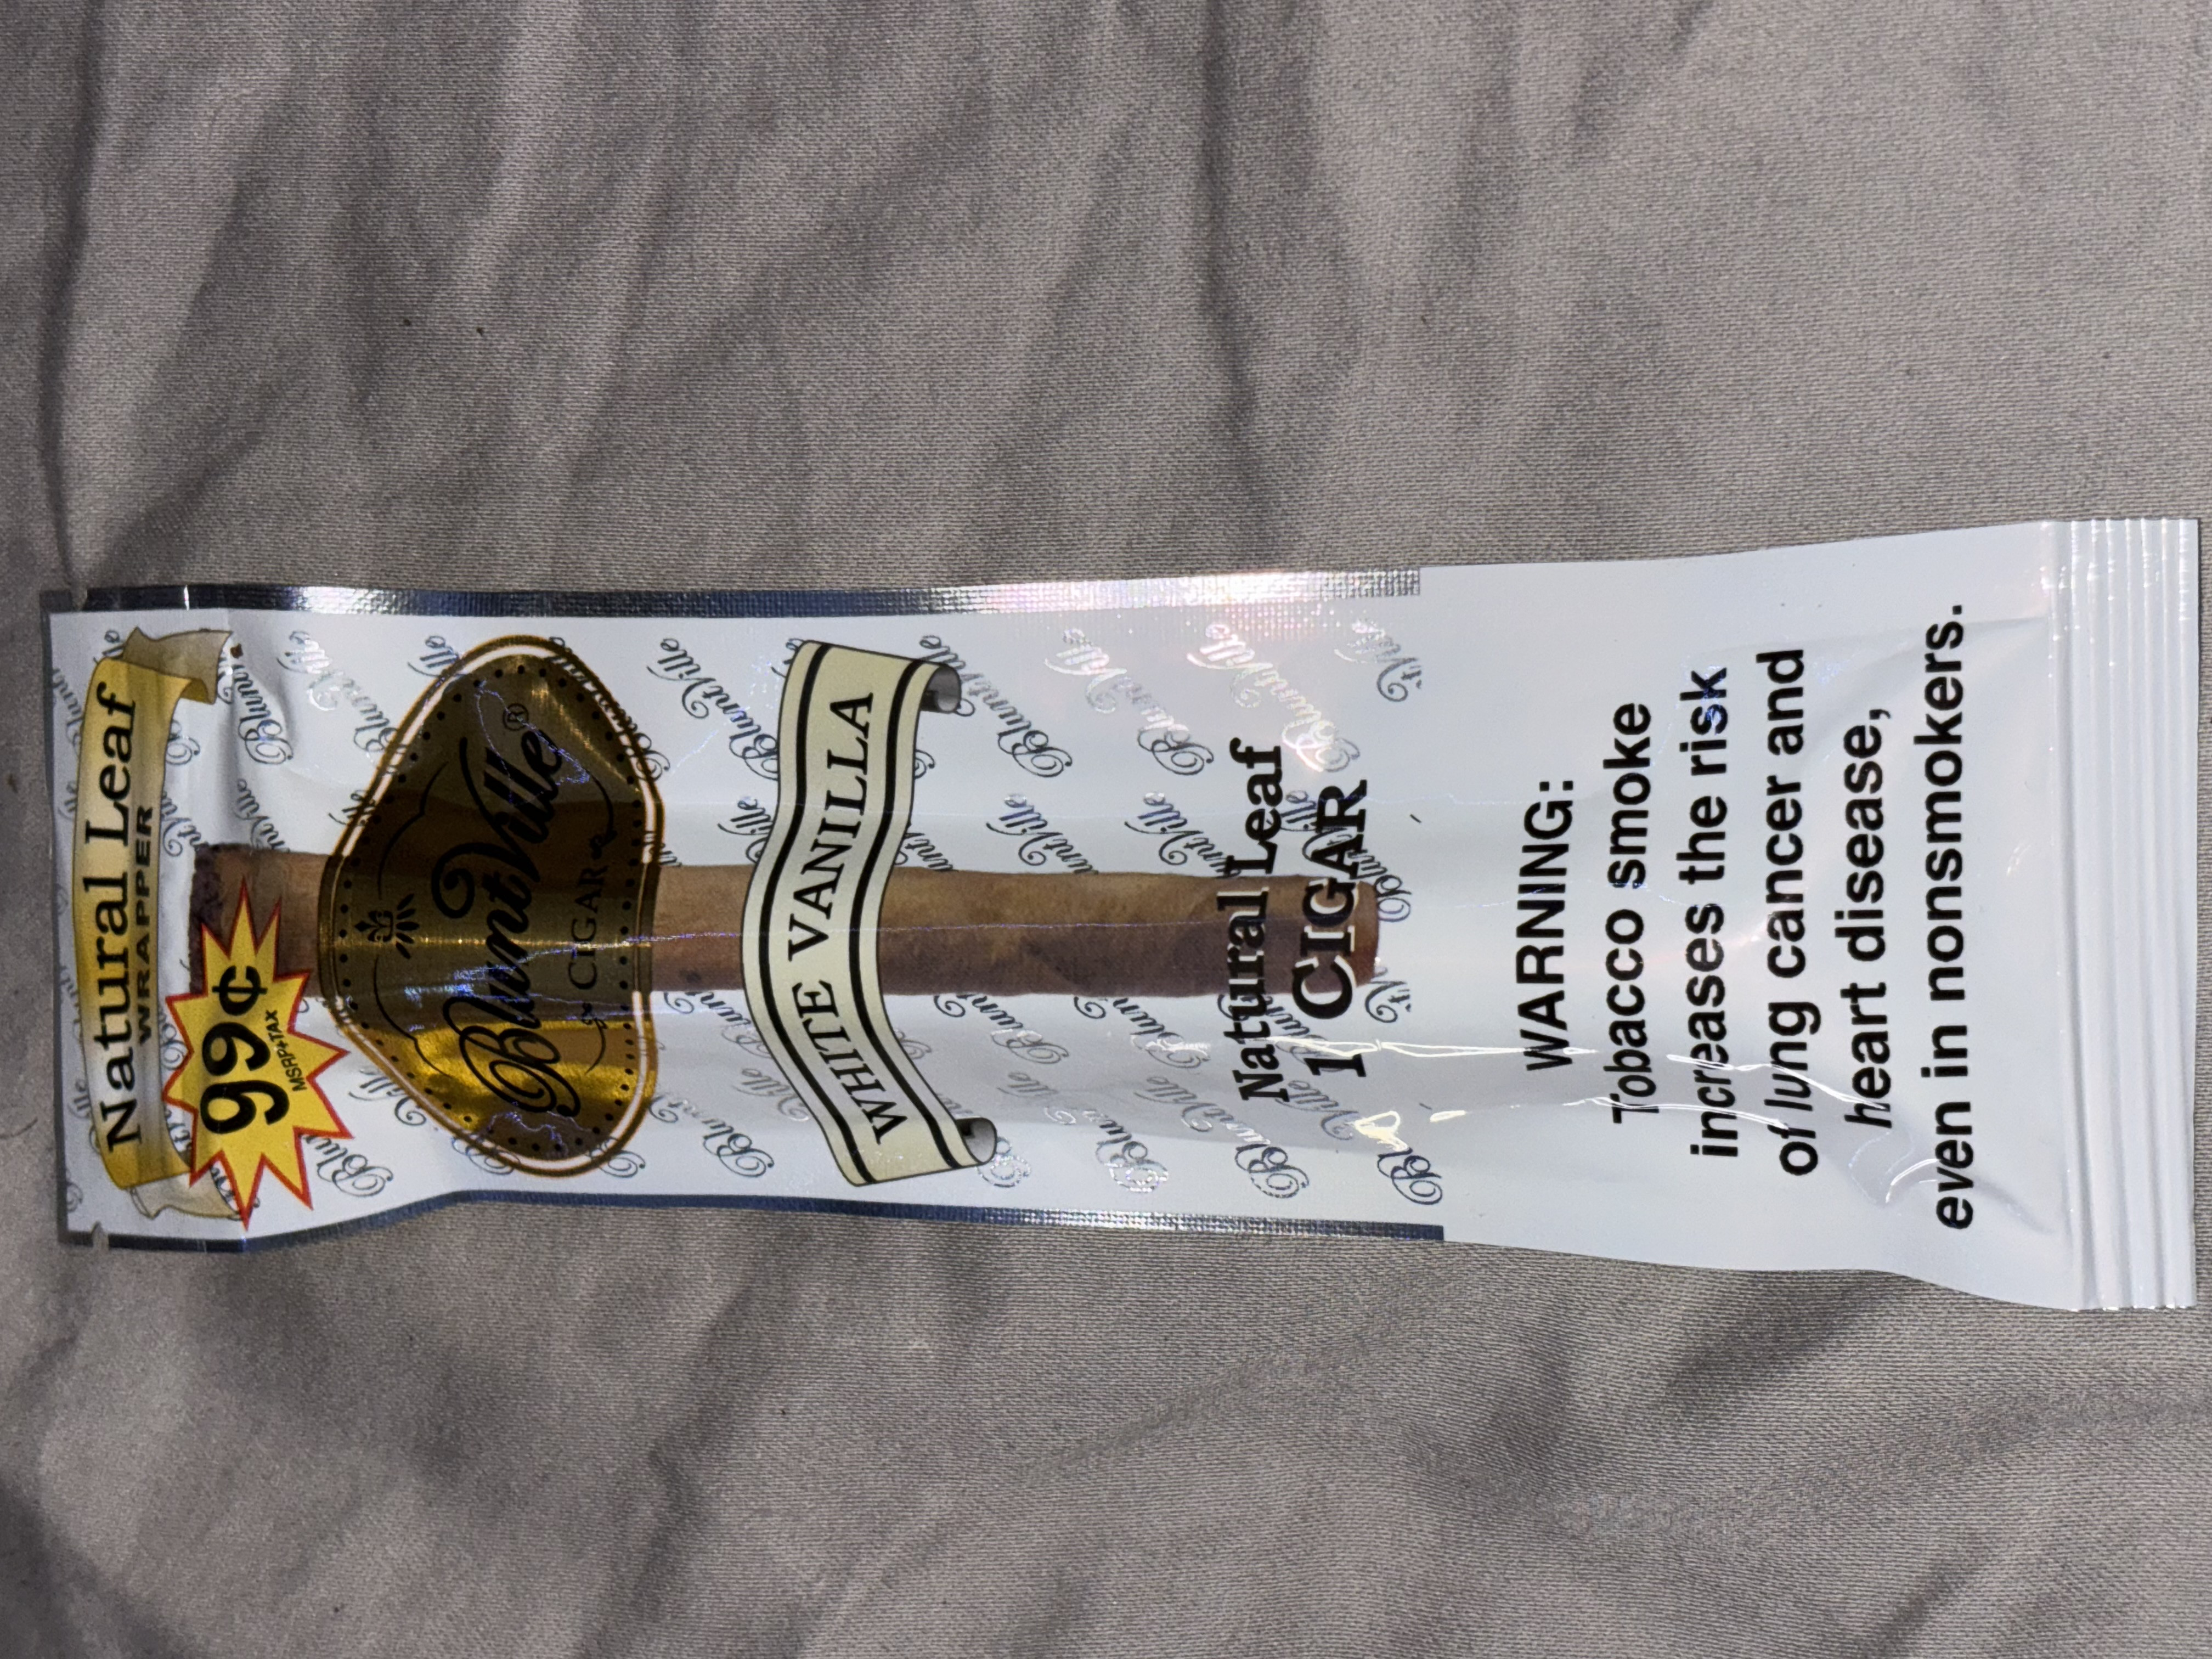 Natural Leaf
WRAPPER
99¢
MSRP+TAX
BluntVille®
CIGAR
WHITE VANILLA
Natural Leaf
1 CIGAR
WARNING:
Tobacco smoke
increases the risk
of lung cancer and
heart disease,
even in nonsmokers.